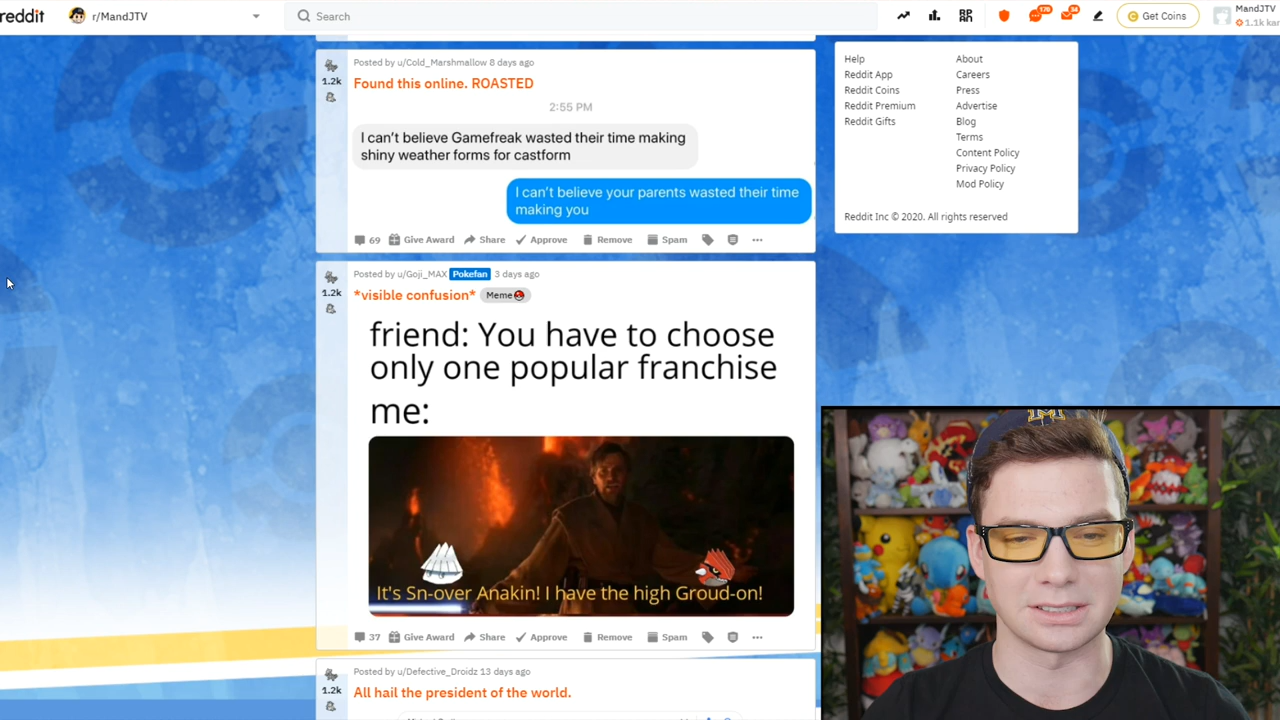 reddit
r/MandJTV
Search
170
34
Get Coins
MandJTV
1.1k kar
Posted by u/Cold_Marshmallow 8 days ago
1.2k
Found this online. ROASTED
2:55 PM
I can't believe Gamefreak wasted their time making
shiny weather forms for castform
I can't believe your parents wasted their time
making you
69 Give Award Share Approve Remove Spam
Posted by u/Goji_MAX Pokefan 3 days ago
1.2k
*visible confusion* Meme
friend: You have to choose
only one popular franchise
me:
It's Sn-over Anakin! I have the high Groud-on!
37 Give Award Share Approve Remove Spam
Posted by u/Defective_Droidz 13 days ago
1.2k
All hail the president of the world.
Help
Reddit App
Reddit Coins
Reddit Premium
Reddit Gifts
About
Careers
Press
Advertise
Blog
Terms
Content Policy
Privacy Policy
Mod Policy
Reddit Inc © 2020. All rights reserved
M